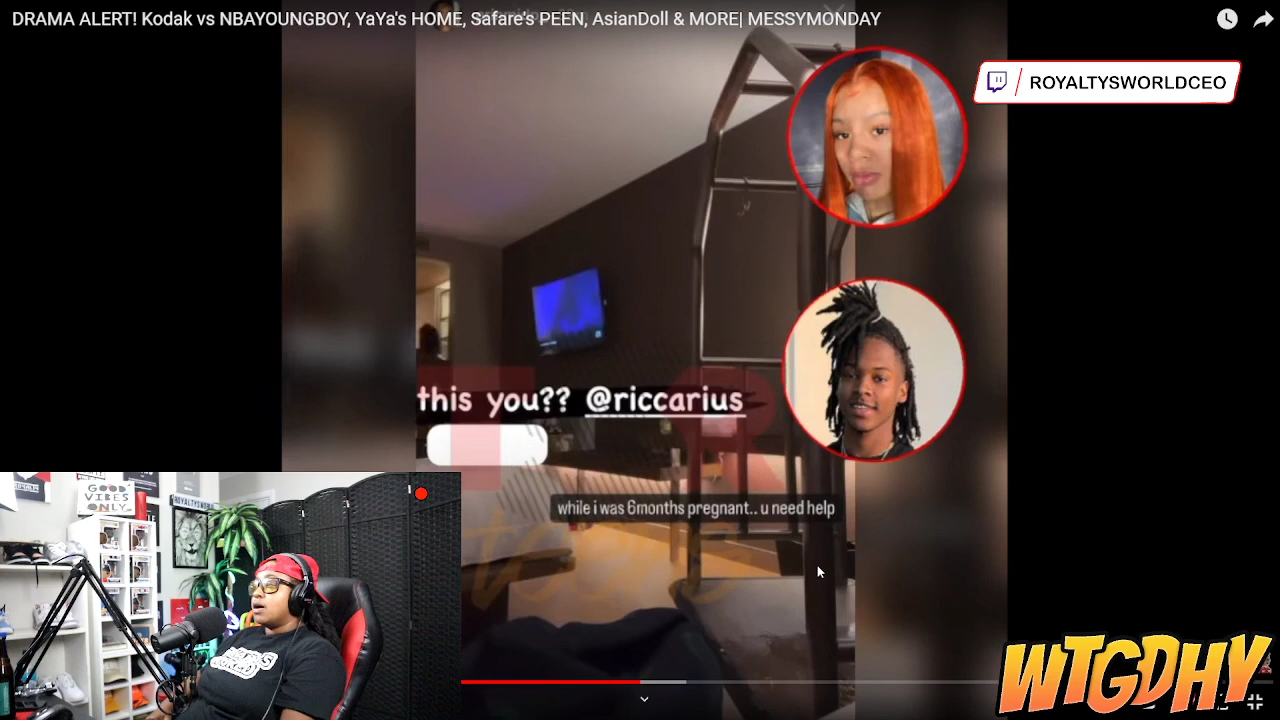 DRAMA ALERT! Kodak vs NBAYOUNGBOY, YaYa's HOME, Safare's PEEN, AsianDoll & MORE| MESSYMONDAY
ROYALTYSWORLDCEO
this you?? @riccarius
while i was 6months pregnant.. u need help
GOOD
VIBES
ONLY
WTGDHY